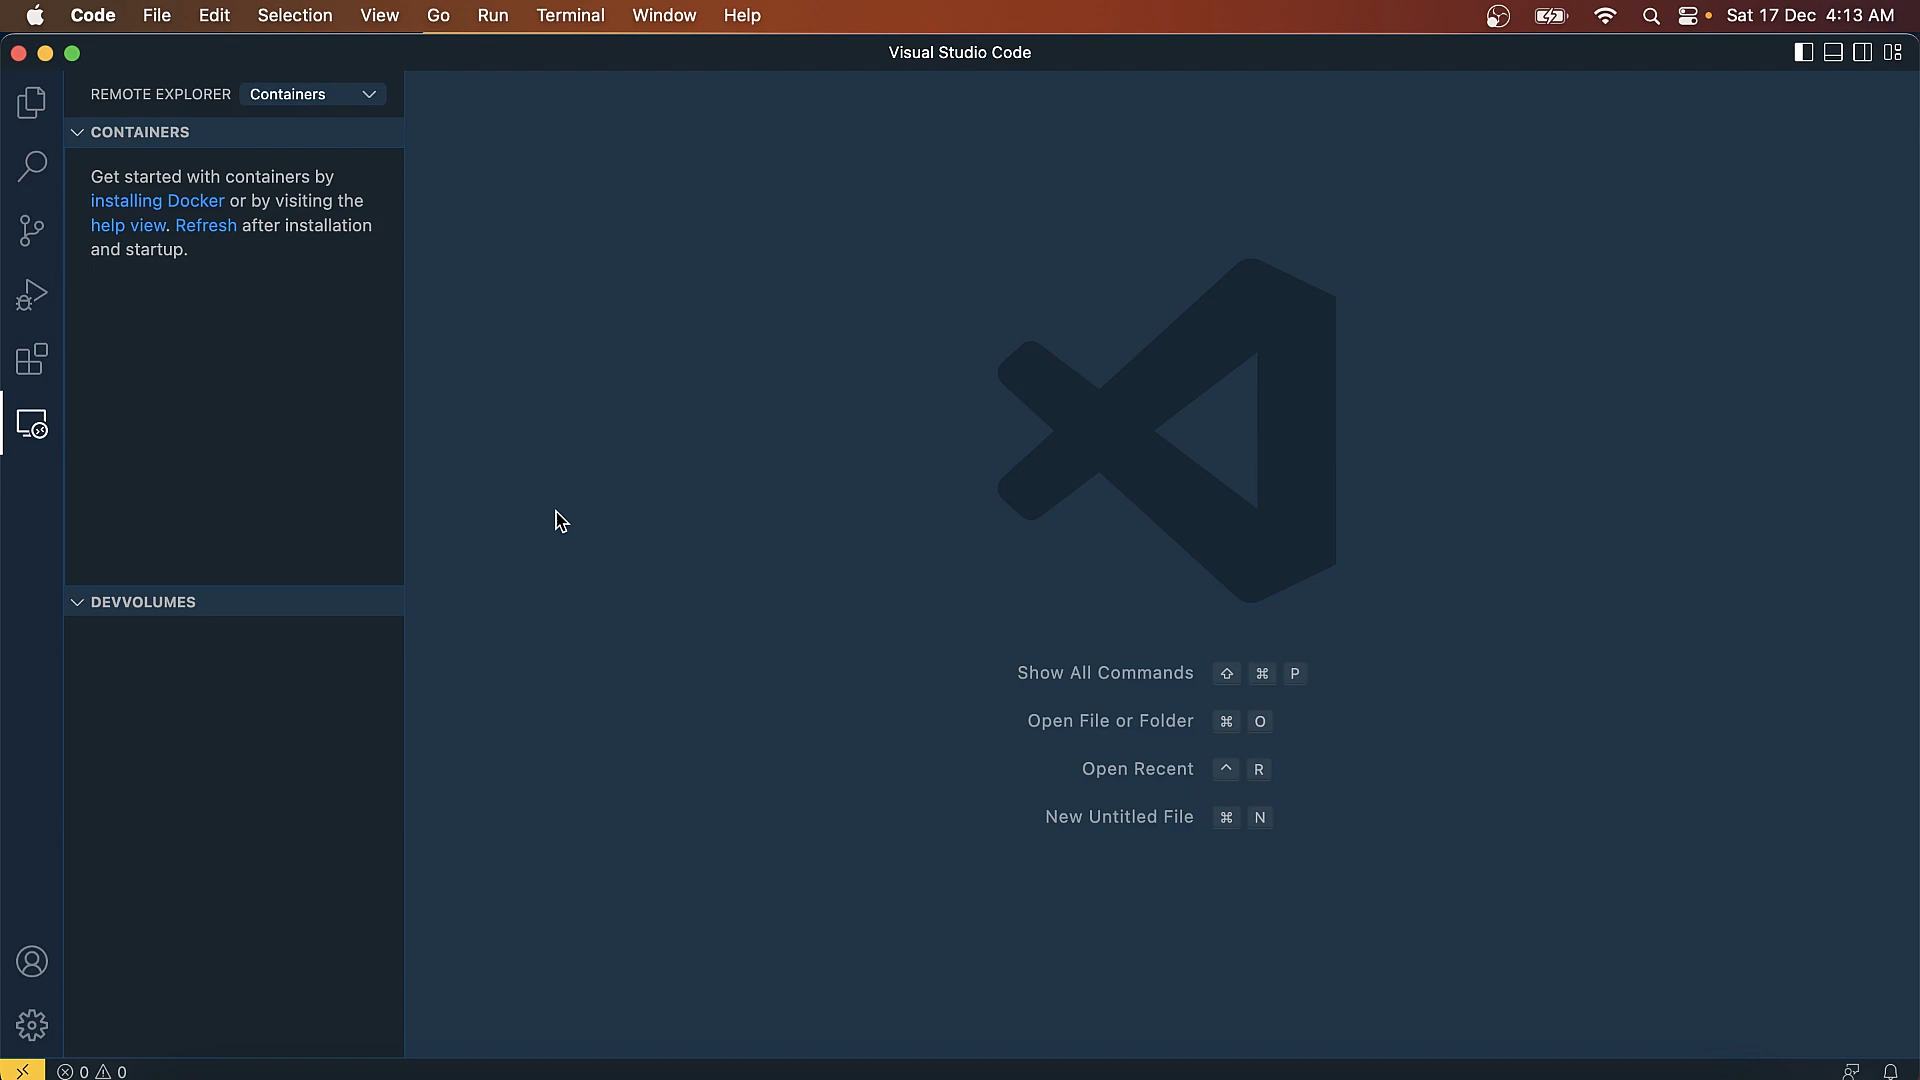 Code File Edit Selection View Go Run Terminal Window Help Sat 17 Dec 4:13 AM
Visual Studio Code
REMOTE EXPLORER Containers
CONTAINERS
Get started with containers by
installing Docker or by visiting the
help view. Refresh after installation
and startup.
DEVVOLUMES
Show All Commands ⇧ ⌘ P
Open File or Folder ⌘ O
Open Recent ^ R
New Untitled File ⌘ N
0 0